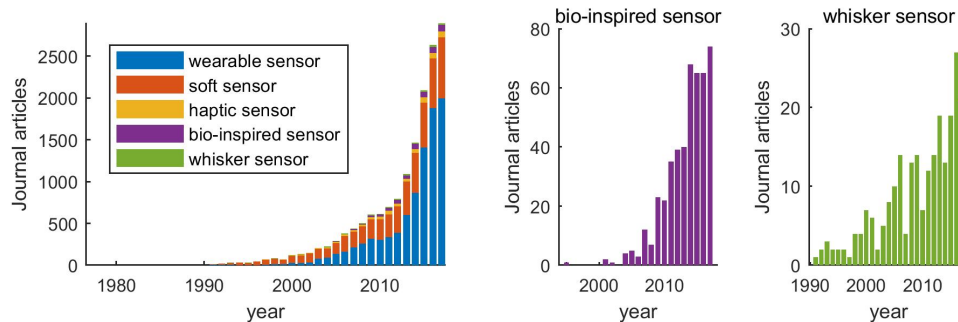 bio-inspired sensor
whisker sensor
Journal articles
2500
2000
1500
1000
500
0
wearable sensor
soft sensor
haptic sensor
bio-inspired sensor
whisker sensor
1980
1990
2000
2010
year
Journal articles
80
60
40
20
0
2000
2010
year
Journal articles
30
20
10
0
1990
2000
2010
year